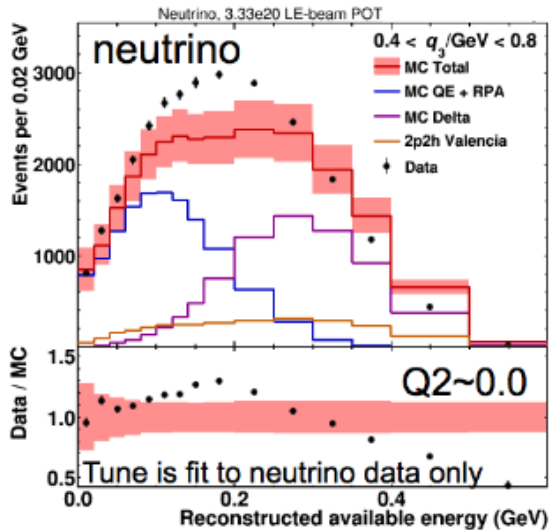 Neutrino, 3.33e20 LE-beam POT
neutrino
0.4 < q3/GeV < 0.8
MC Total
MC QE + RPA
MC Delta
2p2h Valencia
Data
Events per 0.02 GeV
3000
2000
1000
Data / MC
1.5
1.0
0.5
Q2~0.0
Tune is fit to neutrino data only
0.0
0.2
0.4
Reconstructed available energy (GeV)